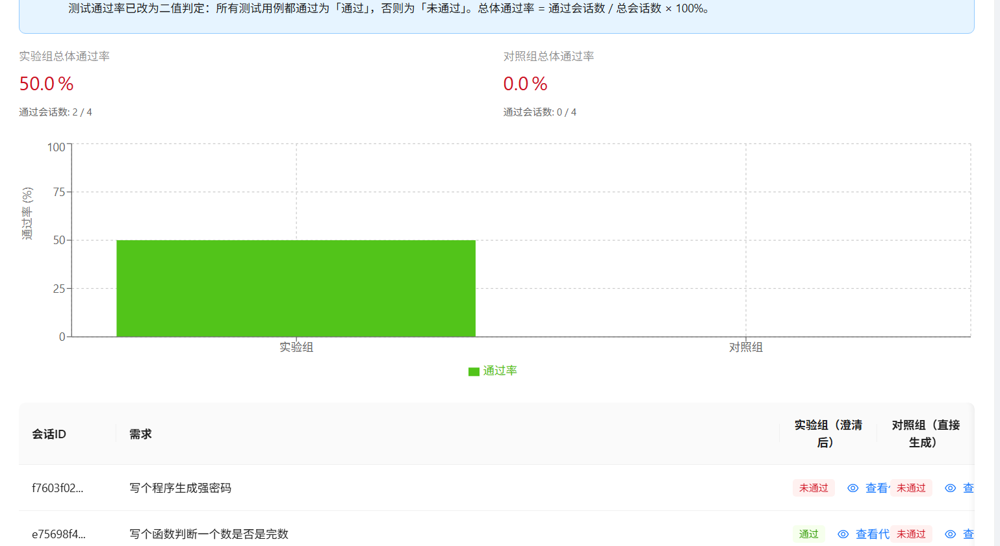 测试通过率已改为二值判定：所有测试用例都通过为「通过」，否则为「未通过」。总体通过率 = 通过会话数 / 总会话数 × 100%。
实验组总体通过率
对照组总体通过率
50.0 %
0.0 %
通过会话数: 2 / 4
通过会话数: 0 / 4
通过率 (%)
100
75
50
25
0
实验组
对照组
通过率
会话ID
需求
实验组（澄清
后）
对照组（直接
生成）
f7603f02...
写个程序生成强密码
未通过
查看
未通过
查
e75698f4...
写个函数判断一个数是否是完数
通过
查看代
未通过
查